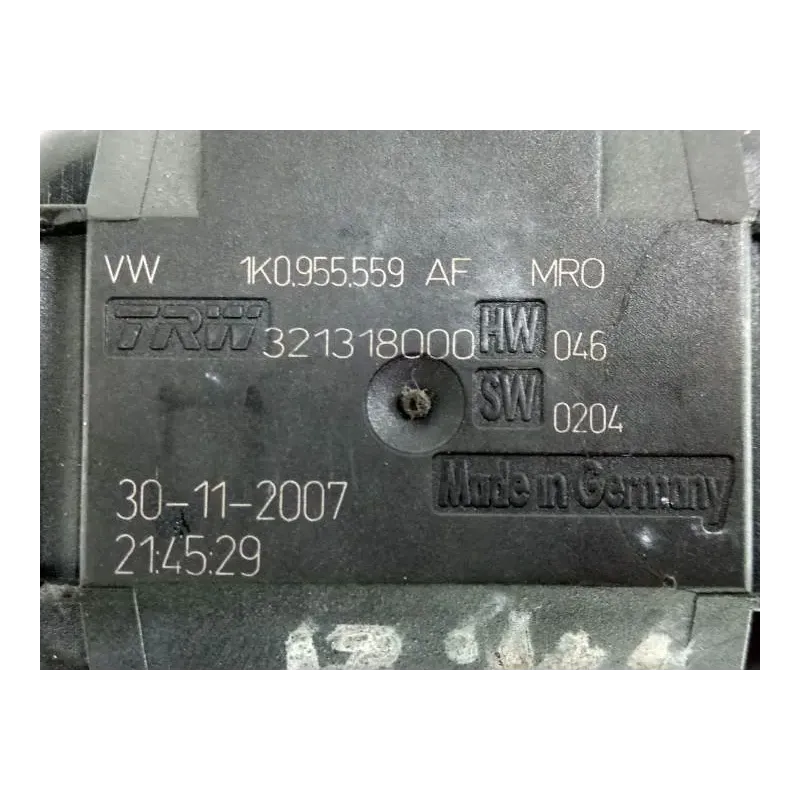 VW 1K0.955.559 AF MRO
TRW 321318000 HW 046
SW 0204
Made in Germany
30-11-2007
21:45:29